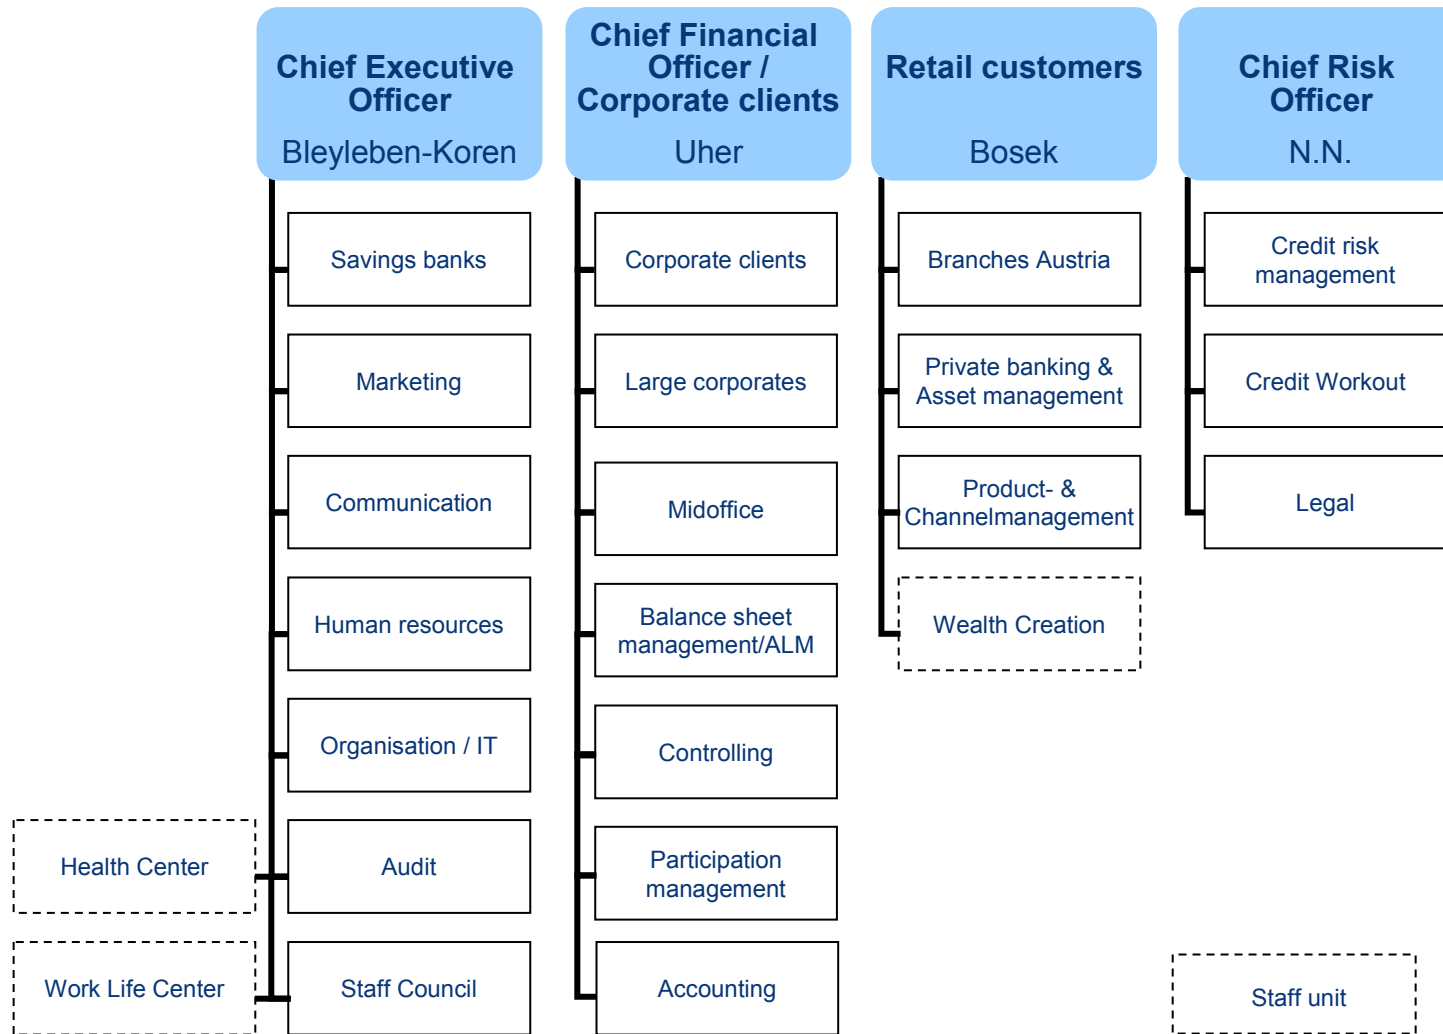 Chief Executive
Officer
Bleyleben-Koren
Savings banks
Marketing
Communication
Human resources
Organisation / IT
Audit
Staff Council
Health Center
Work Life Center
Chief Financial
Officer /
Corporate clients
Uher
Corporate clients
Large corporates
Midoffice
Balance sheet
management/ALM
Controlling
Participation
management
Accounting
Retail customers
Bosek
Branches Austria
Private banking &
Asset management
Product- &
Channelmanagement
Wealth Creation
Chief Risk
Officer
N.N.
Credit risk
management
Credit Workout
Legal
Staff unit